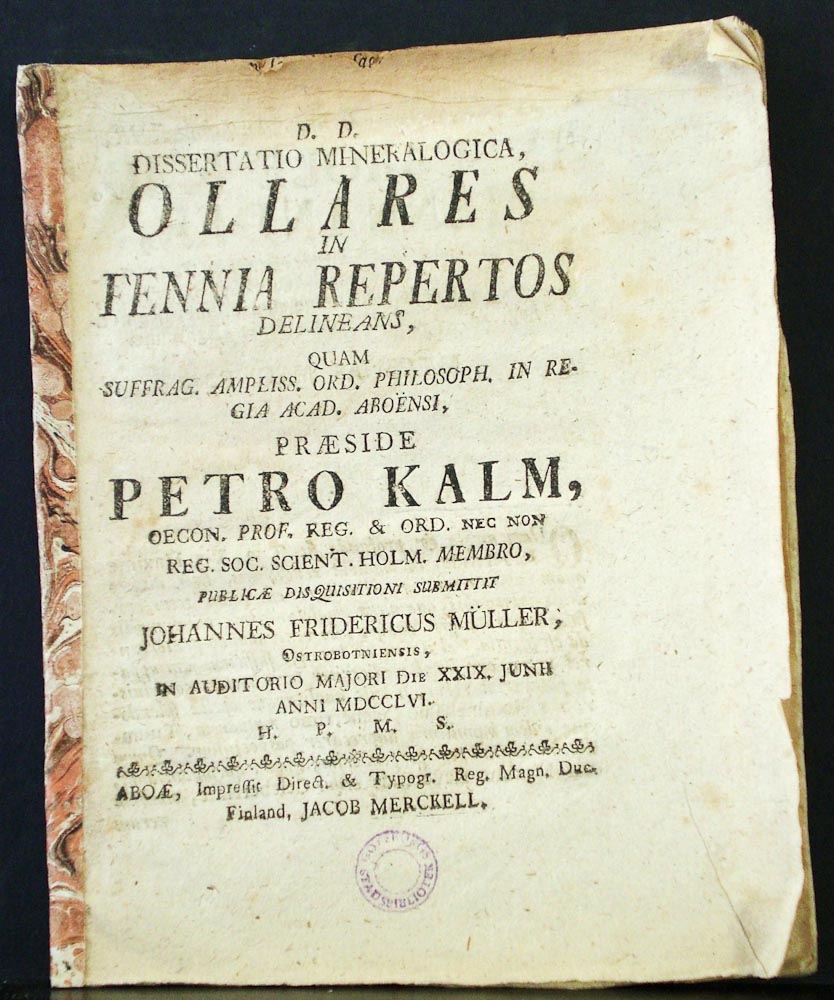 D. D.
DISSERTATIO MINERALOGICA,
OLLARES
IN
FENNIA REPERTOS
DELINEANS,
QUAM
SUFFRAG. AMPLISS. ORD. PHILOSOPH. IN RE-
GIA ACAD. ABOËNSI,
PRÆSIDE
PETRO KALM,
OECON. PROF. REG. & ORD. NEC NON
REG. SOC. SCIENT. HOLM. MEMBRO,
PUBLICÆ DISQUISITIONI SUBMITTIT
JOHANNES FRIDERICUS MÜLLER,
OSTROBOTNIENSIS,
IN AUDITORIO MAJORI DIE XXIX. JUNII
ANNI MDCCLVI.
H. P. M. S.
ABOÆ, Impressit Direct. & Typogr. Reg. Magn. Duc.
Finland, JACOB MERCKELL.
GÖTEBORGS
STADSBIBLIOTEK